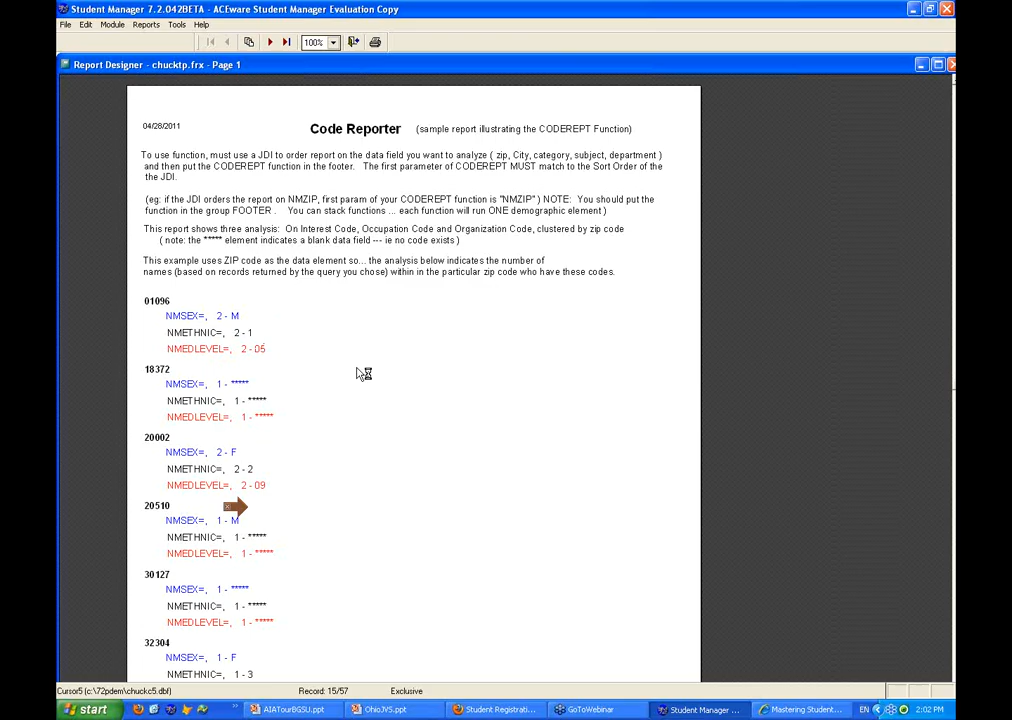 Student Manager 7.2.042BETA - ACEware Student Manager Evaluation Copy
File Edit Module Reports Tools Help
100%
Report Designer - chucktp.frx - Page 1
04/28/2011
Code Reporter (sample report illustrating the CODEREPT Function)
To use function, must use a JDI to order report on the data field you want to analyze ( zip, City, category, subject, department )
and then put the CODEREPT function in the footer. The first parameter of CODEREPT MUST match to the Sort Order of the
the JDI.
(eg: if the JDI orders the report on NMZIP, first param of your CODEREPT function is "NMZIP" ) NOTE: You should put the
function in the group FOOTER . You can stack functions ... each function will run ONE demographic element )
This report shows three analysis: On Interest Code, Occupation Code and Organization Code, clustered by zip code
( note: the ***** element indicates a blank data field --- ie no code exists )
This example uses ZIP code as the data element so... the analysis below indicates the number of
names (based on records returned by the query you chose) within in the particular zip code who have these codes.
01096
NMSEX=, 2 - M
NMETHNIC=, 2 - 1
NMEDLEVEL=, 2 - 05
18372
NMSEX=, 1 - *****
NMETHNIC=, 1 - *****
NMEDLEVEL=, 1 - *****
20002
NMSEX=, 2 - F
NMETHNIC=, 2 - 2
NMEDLEVEL=, 2 - 09
20510
NMSEX=, 1 - M
NMETHNIC=, 1 - *****
NMEDLEVEL=, 1 - *****
30127
NMSEX=, 1 - *****
NMETHNIC=, 1 - *****
NMEDLEVEL=, 1 - *****
32304
NMSEX=, 1 - F
NMETHNIC=, 1 - 3
Cursor5 (c:\72pdem\chuckc5.dbf) Record: 15/57 Exclusive
start AIATourBGSU.ppt OhioJVS.ppt Student Registrati... GoToWebinar Student Manager ... Mastering Student... EN 2:02 PM